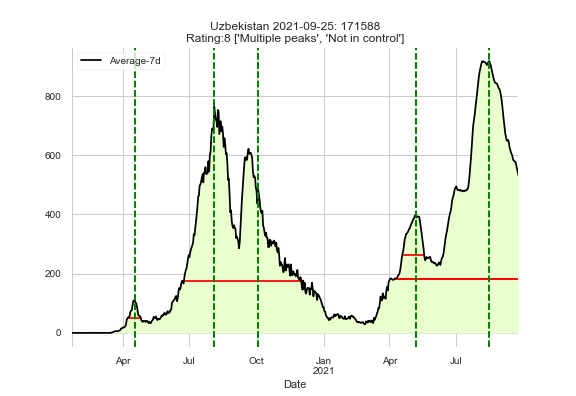 Uzbekistan 2021-09-25: 171588
Rating:8 ['Multiple peaks', 'Not in control']
Average-7d
800
600
400
200
0
Apr Jul Oct Jan Apr Jul
2021
Date